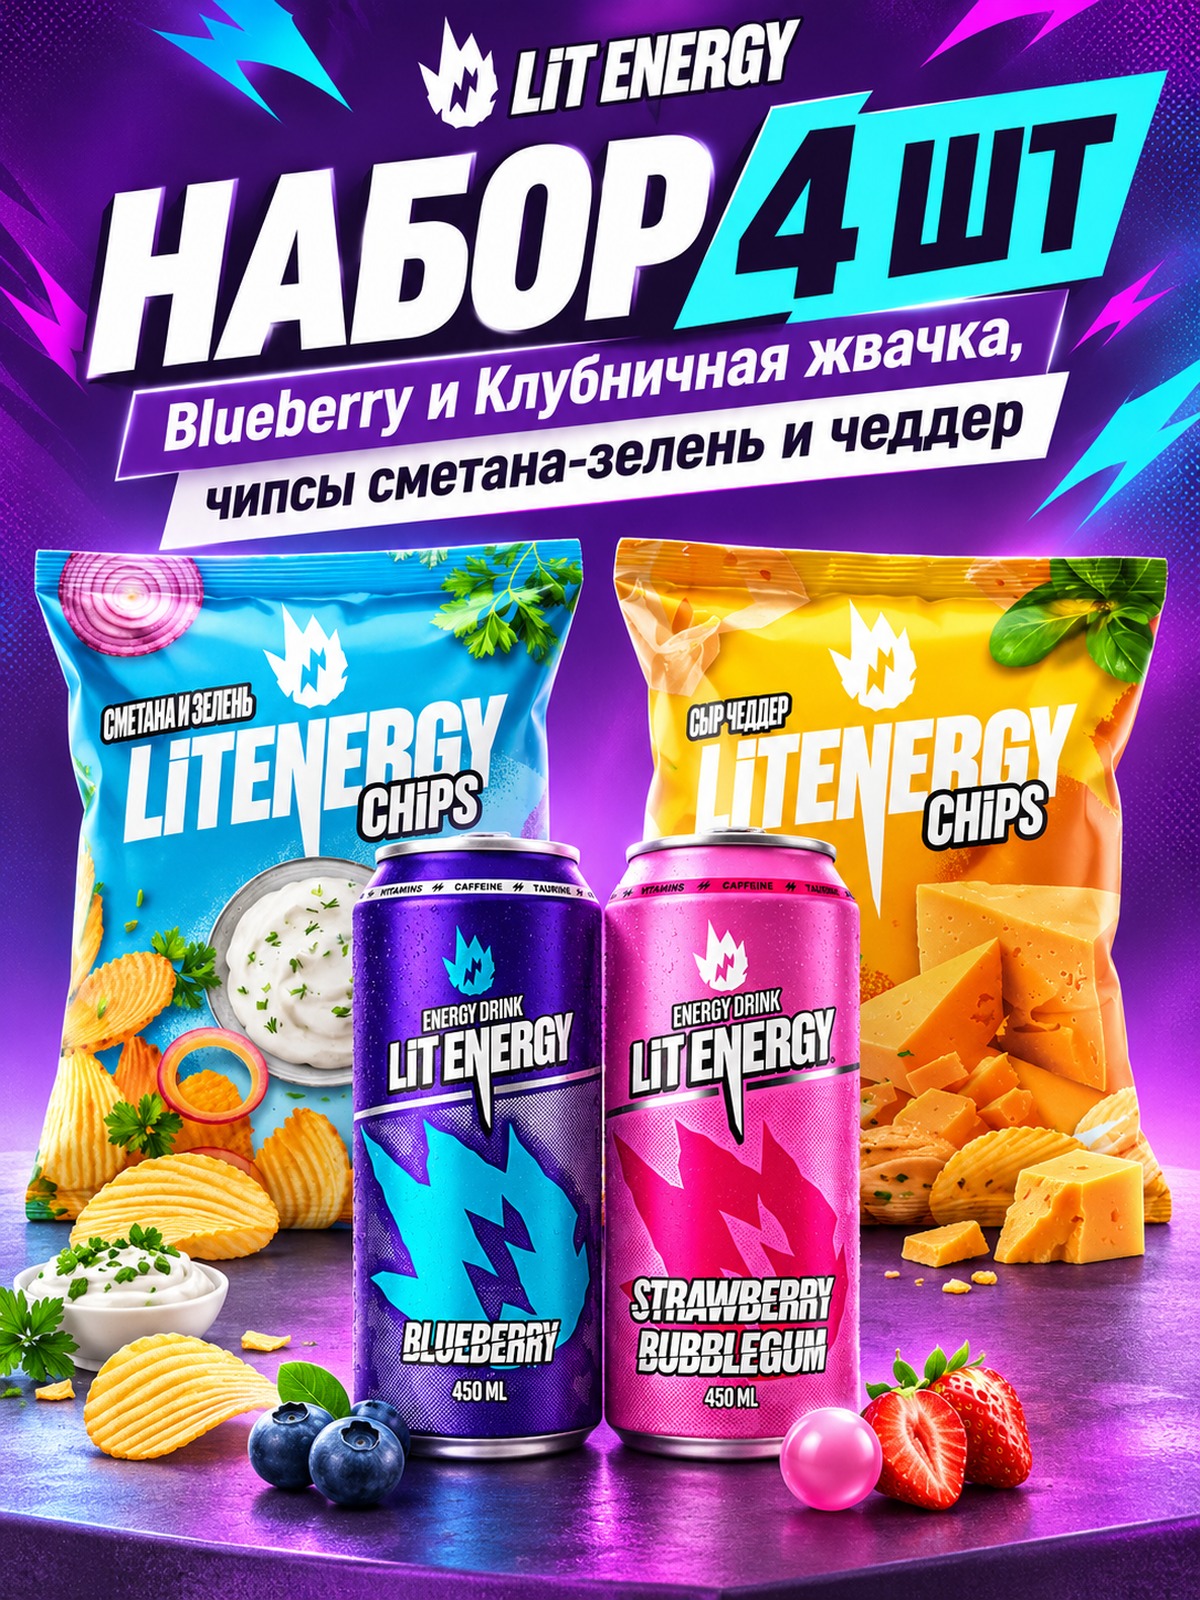 LiT ENERGY
НАБОР 4 ШТ
Blueberry и Клубничная жвачка,
чипсы сметана-зелень и чеддер
СМЕТАНА И ЗЕЛЕНЬ
LiTENERGY
CHiPS
СЫР ЧЕДДЕР
LiTENERGY
CHiPS
VITAMINS CAFFEINE TAURINE
ENERGY DRINK
LiT ENERGY
BLUEBERRY
450 ML
VITAMINS CAFFEINE TAURINE
ENERGY DRINK
LiT ENERGY
STRAWBERRY
BUBBLEGUM
450 ML